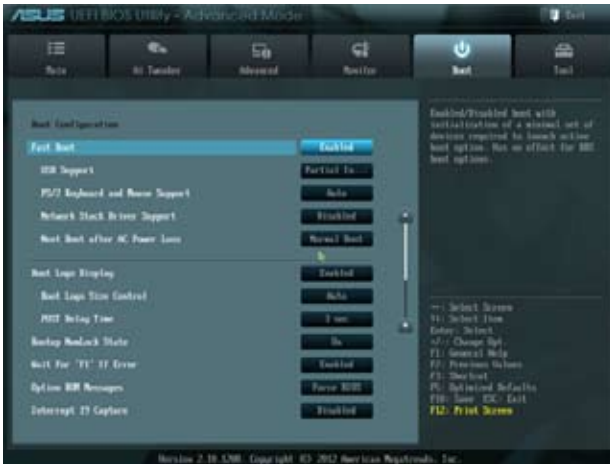 ASUS UEFI BIOS Utility - Advanced Mode
Exit
Main
Ai Tweaker
Advanced
Monitor
Boot
Tool
Boot Configuration
Fast Boot
Enabled
USB Support
Partial In...
PS/2 Keyboard and Mouse Support
Auto
Network Stack Driver Support
Disabled
Next Boot after AC Power Loss
Normal Boot
Boot Logo Display
Enabled
Boot Logo Size Control
Auto
POST Delay Time
3 sec
Bootup NumLock State
On
Wait For 'F1' If Error
Enabled
Option ROM Messages
Force BIOS
Interrupt 19 Capture
Disabled
Enabled/Disabled boot with
initialization of a minimal set of
devices required to launch active
boot option. Has no effect for BBS
boot options.
Select Screen
Select Item
Enter: Select
+/-: Change Opt.
F1: General Help
F2: Previous Values
F3: Shortcut
F5: Optimized Defaults
F10: Save ESC: Exit
F12: Print Screen
Version 2.10.1208. Copyright (C) 2012 American Megatrends, Inc.